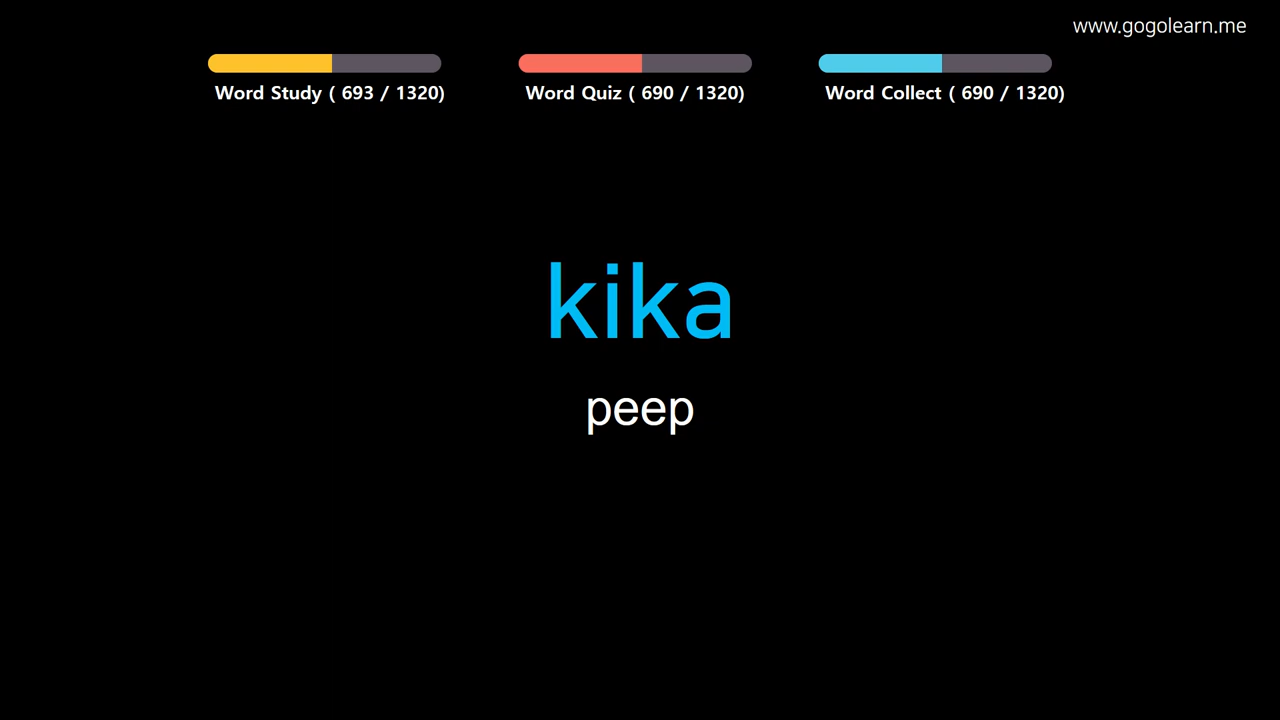 www.gogolearn.me
Word Study ( 693 / 1320)
Word Quiz ( 690 / 1320)
Word Collect ( 690 / 1320)
kika
peep